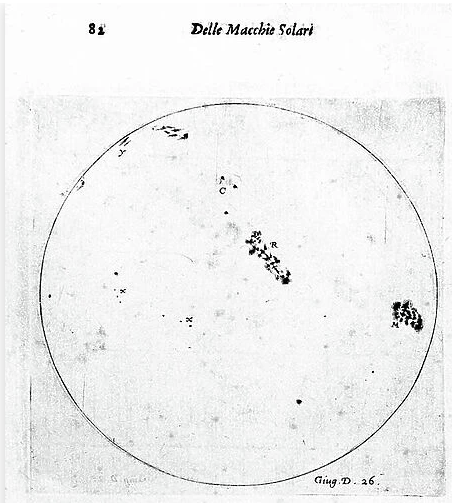 82 Delle Macchie Solari
y
C
R
x
x
M
Giug. D. 26.